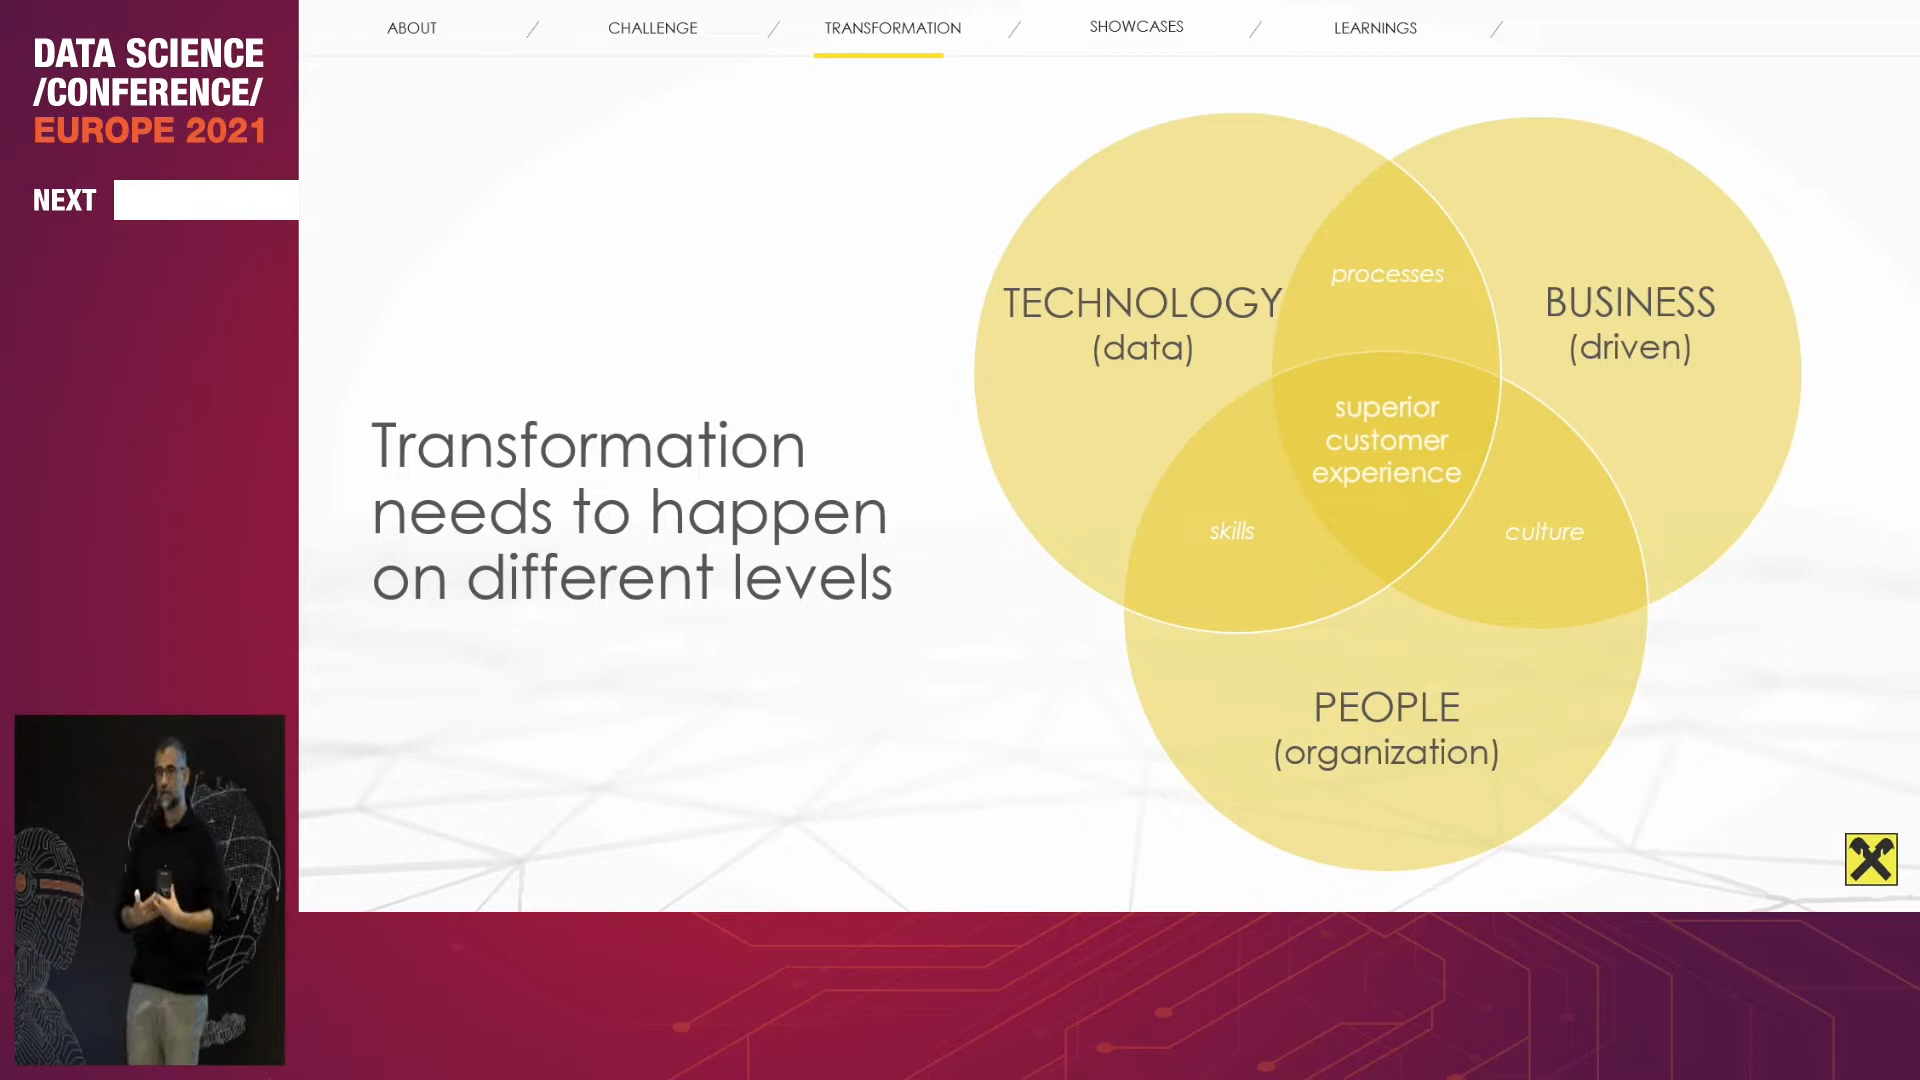 DATA SCIENCE
/CONFERENCE/
EUROPE 2021
NEXT
ABOUT / CHALLENGE / TRANSFORMATION / SHOWCASES / LEARNINGS /
Transformation
needs to happen
on different levels
TECHNOLOGY
(data)
processes
BUSINESS
(driven)
superior
customer
experience
skills
culture
PEOPLE
(organization)